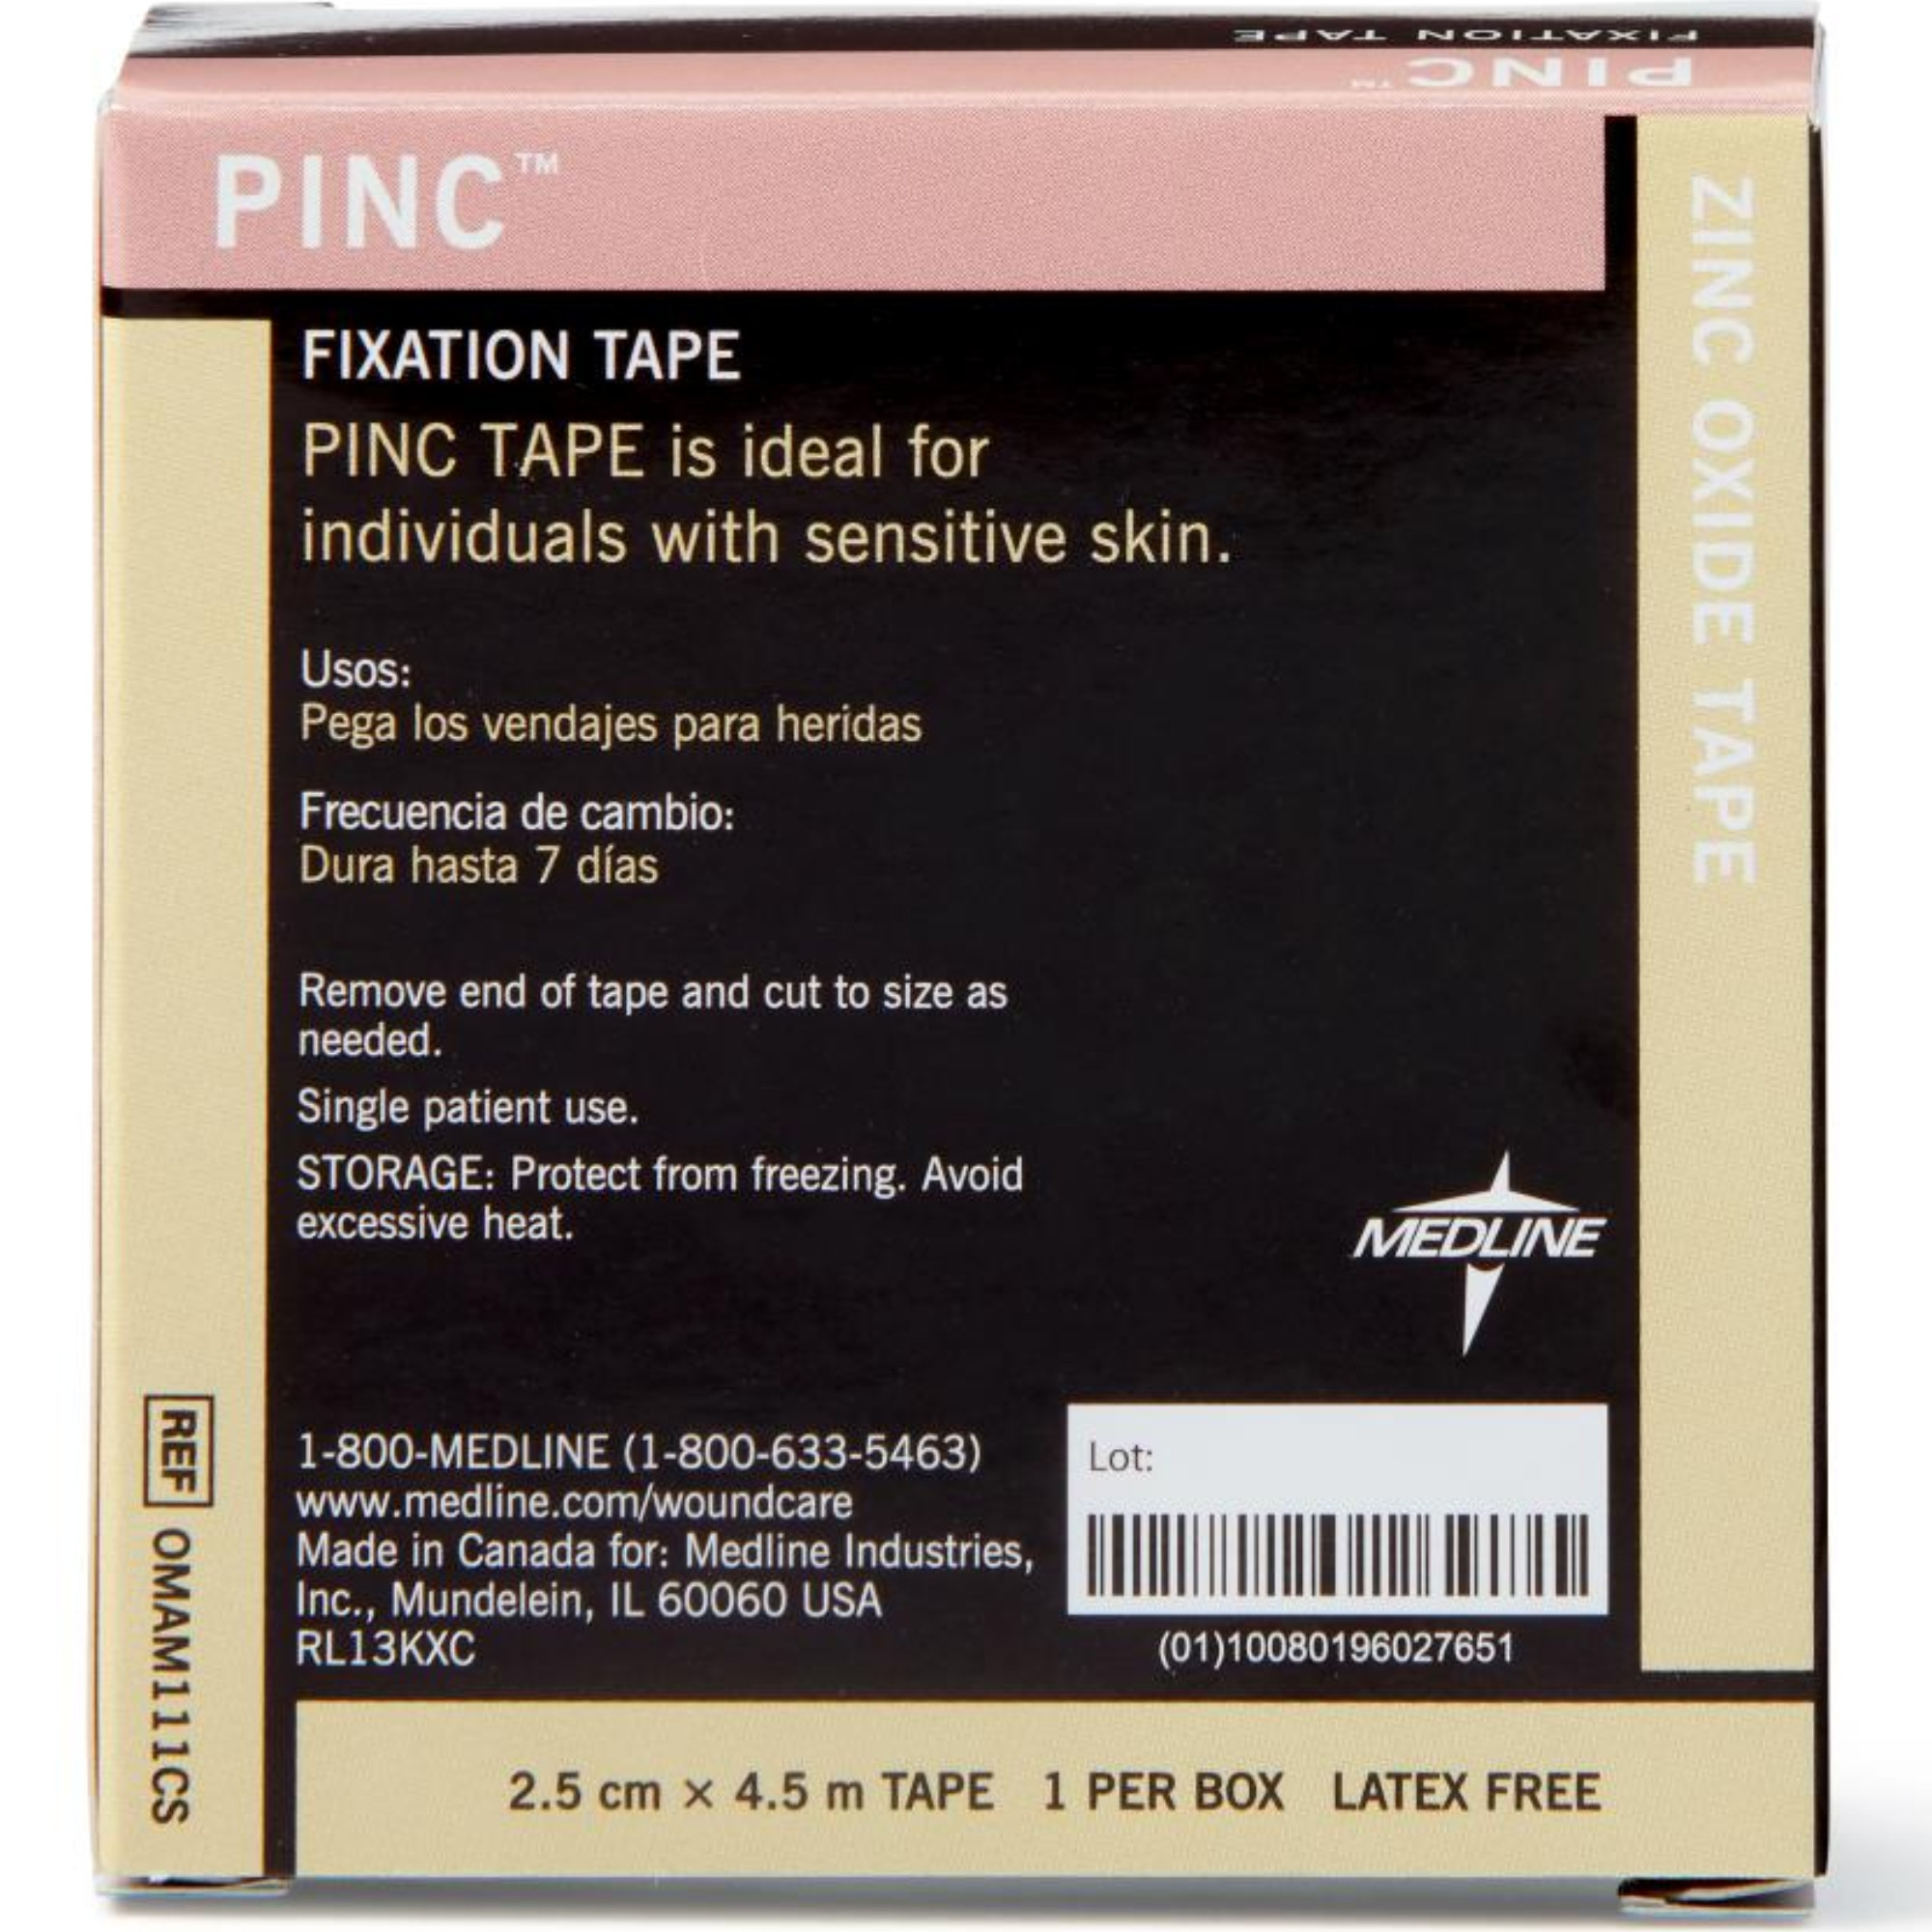 FIXATION TAPE
PINC™
PINC™
FIXATION TAPE
PINC TAPE is ideal for
individuals with sensitive skin.
Usos:
Pega los vendajes para heridas
Frecuencia de cambio:
Dura hasta 7 días
Remove end of tape and cut to size as
needed.
Single patient use.
STORAGE: Protect from freezing. Avoid
excessive heat.
MEDLINE
1-800-MEDLINE (1-800-633-5463)
www.medline.com/woundcare
Made in Canada for: Medline Industries,
Inc., Mundelein, IL 60060 USA
RL13KXC
Lot:
(01)10080196027651
ZINC OXIDE TAPE
REF OMAM111CS
2.5 cm × 4.5 m TAPE 1 PER BOX LATEX FREE